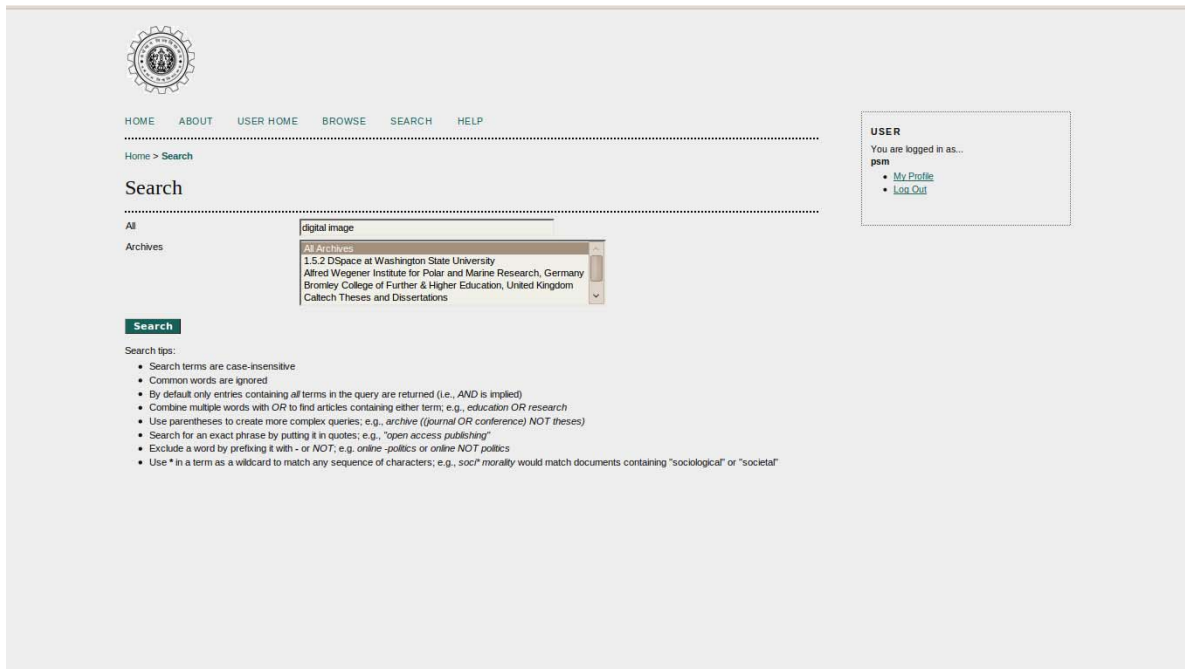 HOME ABOUT USER HOME BROWSE SEARCH HELP
Home > Search
Search
All digital image
Archives All Archives
1.5.2 DSpace at Washington State University
Alfred Wegener Institute for Polar and Marine Research, Germany
Bromley College of Further & Higher Education, United Kingdom
Caltech Theses and Dissertations
Search
Search tips:
• Search terms are case-insensitive
• Common words are ignored
• By default only entries containing all terms in the query are returned (i.e., AND is implied)
• Combine multiple words with OR to find articles containing either term; e.g., education OR research
• Use parentheses to create more complex queries; e.g., archive ((journal OR conference) NOT theses)
• Search for an exact phrase by putting it in quotes; e.g., "open access publishing"
• Exclude a word by prefixing it with - or NOT; e.g. online -politics or online NOT politics
• Use * in a term as a wildcard to match any sequence of characters; e.g., soci* morality would match documents containing "sociological" or "societal"
USER
You are logged in as...
psm
• My Profile
• Log Out